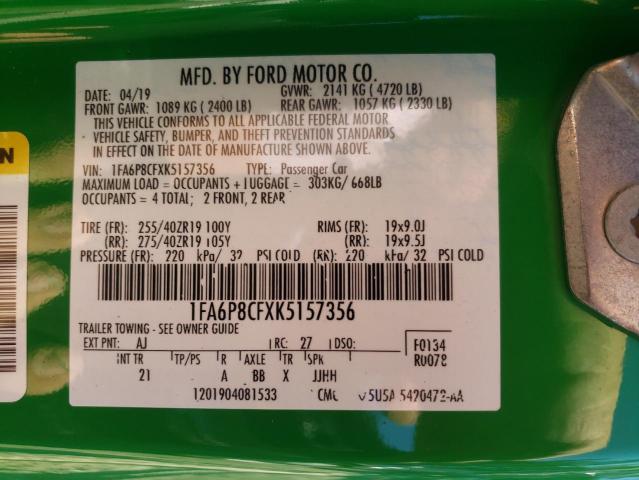 MFD. BY FORD MOTOR CO.
DATE: 04/19 GVWR: 2141 KG ( 4720 LB)
FRONT GAWR: 1089 KG ( 2400 LB) REAR GAWR: 1057 KG ( 2330 LB)
THIS VEHICLE CONFORMS TO ALL APPLICABLE FEDERAL MOTOR
VEHICLE SAFETY, BUMPER, AND THEFT PREVENTION STANDARDS
IN EFFECT ON THE DATE OF MANUFACTURE SHOWN ABOVE.
VIN: 1FA6P8CFXK5157356 TYPE: Passenger Car
MAXIMUM LOAD = OCCUPANTS + LUGGAGE = 303KG/ 668LB
OCCUPANTS = 4 TOTAL; 2 FRONT, 2 REAR
TIRE (FR): 255/40ZR19 100Y RIMS (FR): 19x9.0J
(RR): 275/40ZR19 105Y (RR): 19x9.5J
PRESSURE (FR): 220 kPa/ 32 PSI COLD (RR): 220 kPa/ 32 PSI COLD
1FA6P8CFXK5157356
TRAILER TOWING - SEE OWNER GUIDE
EXT PNT: AJ RC: 27 DSO: F0134
INT TR TP/PS R AXLE TR SPR R0078
21 A BB X JJHH
1201904081533
N